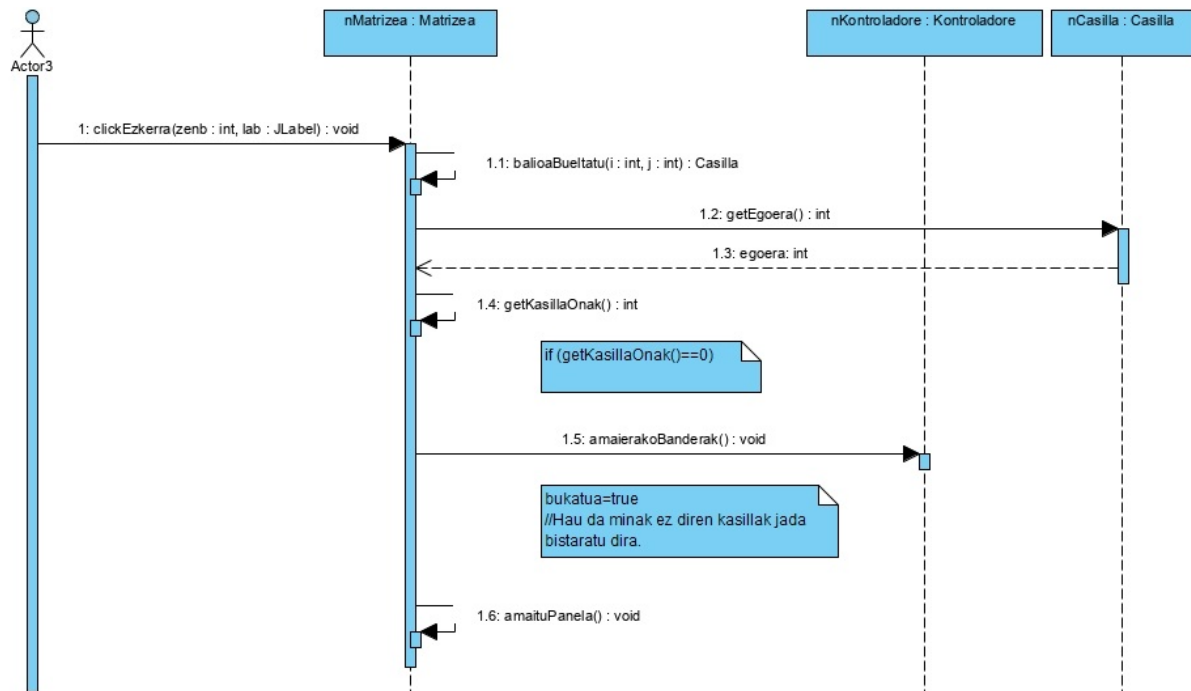 nMatrizea : Matrizea
nKontroladore : Kontroladore
nCasilla : Casilla
Actor3
1: clickEzkerra(zenb : int, lab : JLabel) : void
1.1: balioaBueltatu(i : int, j : int) : Casilla
1.2: getEgoera() : int
1.3: egoera: int
1.4: getKasillaOnak() : int
if (getKasillaOnak()==0)
1.5: amaierakoBanderak() : void
bukatua=true
//Hau da minak ez diren kasillak jada
bistaratu dira.
1.6: amaituPanela() : void